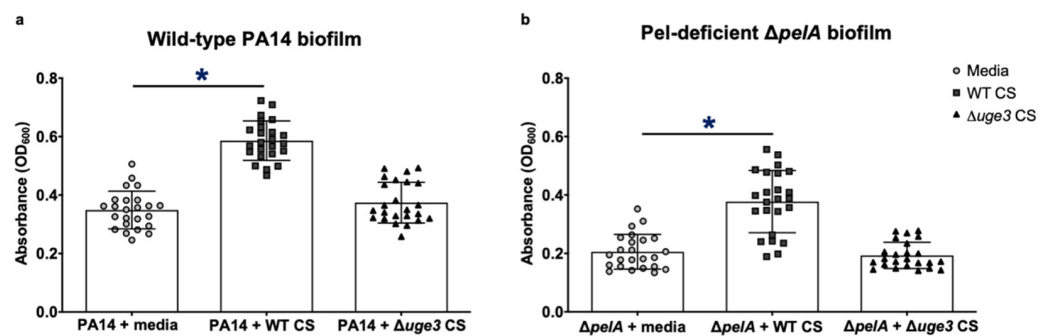 a
Wild-type PA14 biofilm
*
Absorbance (OD600)
0.8
0.6
0.4
0.2
0.0
PA14 + media
PA14 + WT CS
PA14 + Δuge3 CS
b
Pel-deficient ΔpelA biofilm
Media
WT CS
Δuge3 CS
*
Absorbance (OD600)
0.8
0.6
0.4
0.2
0.0
ΔpelA + media
ΔpelA + WT CS
ΔpelA + Δuge3 CS